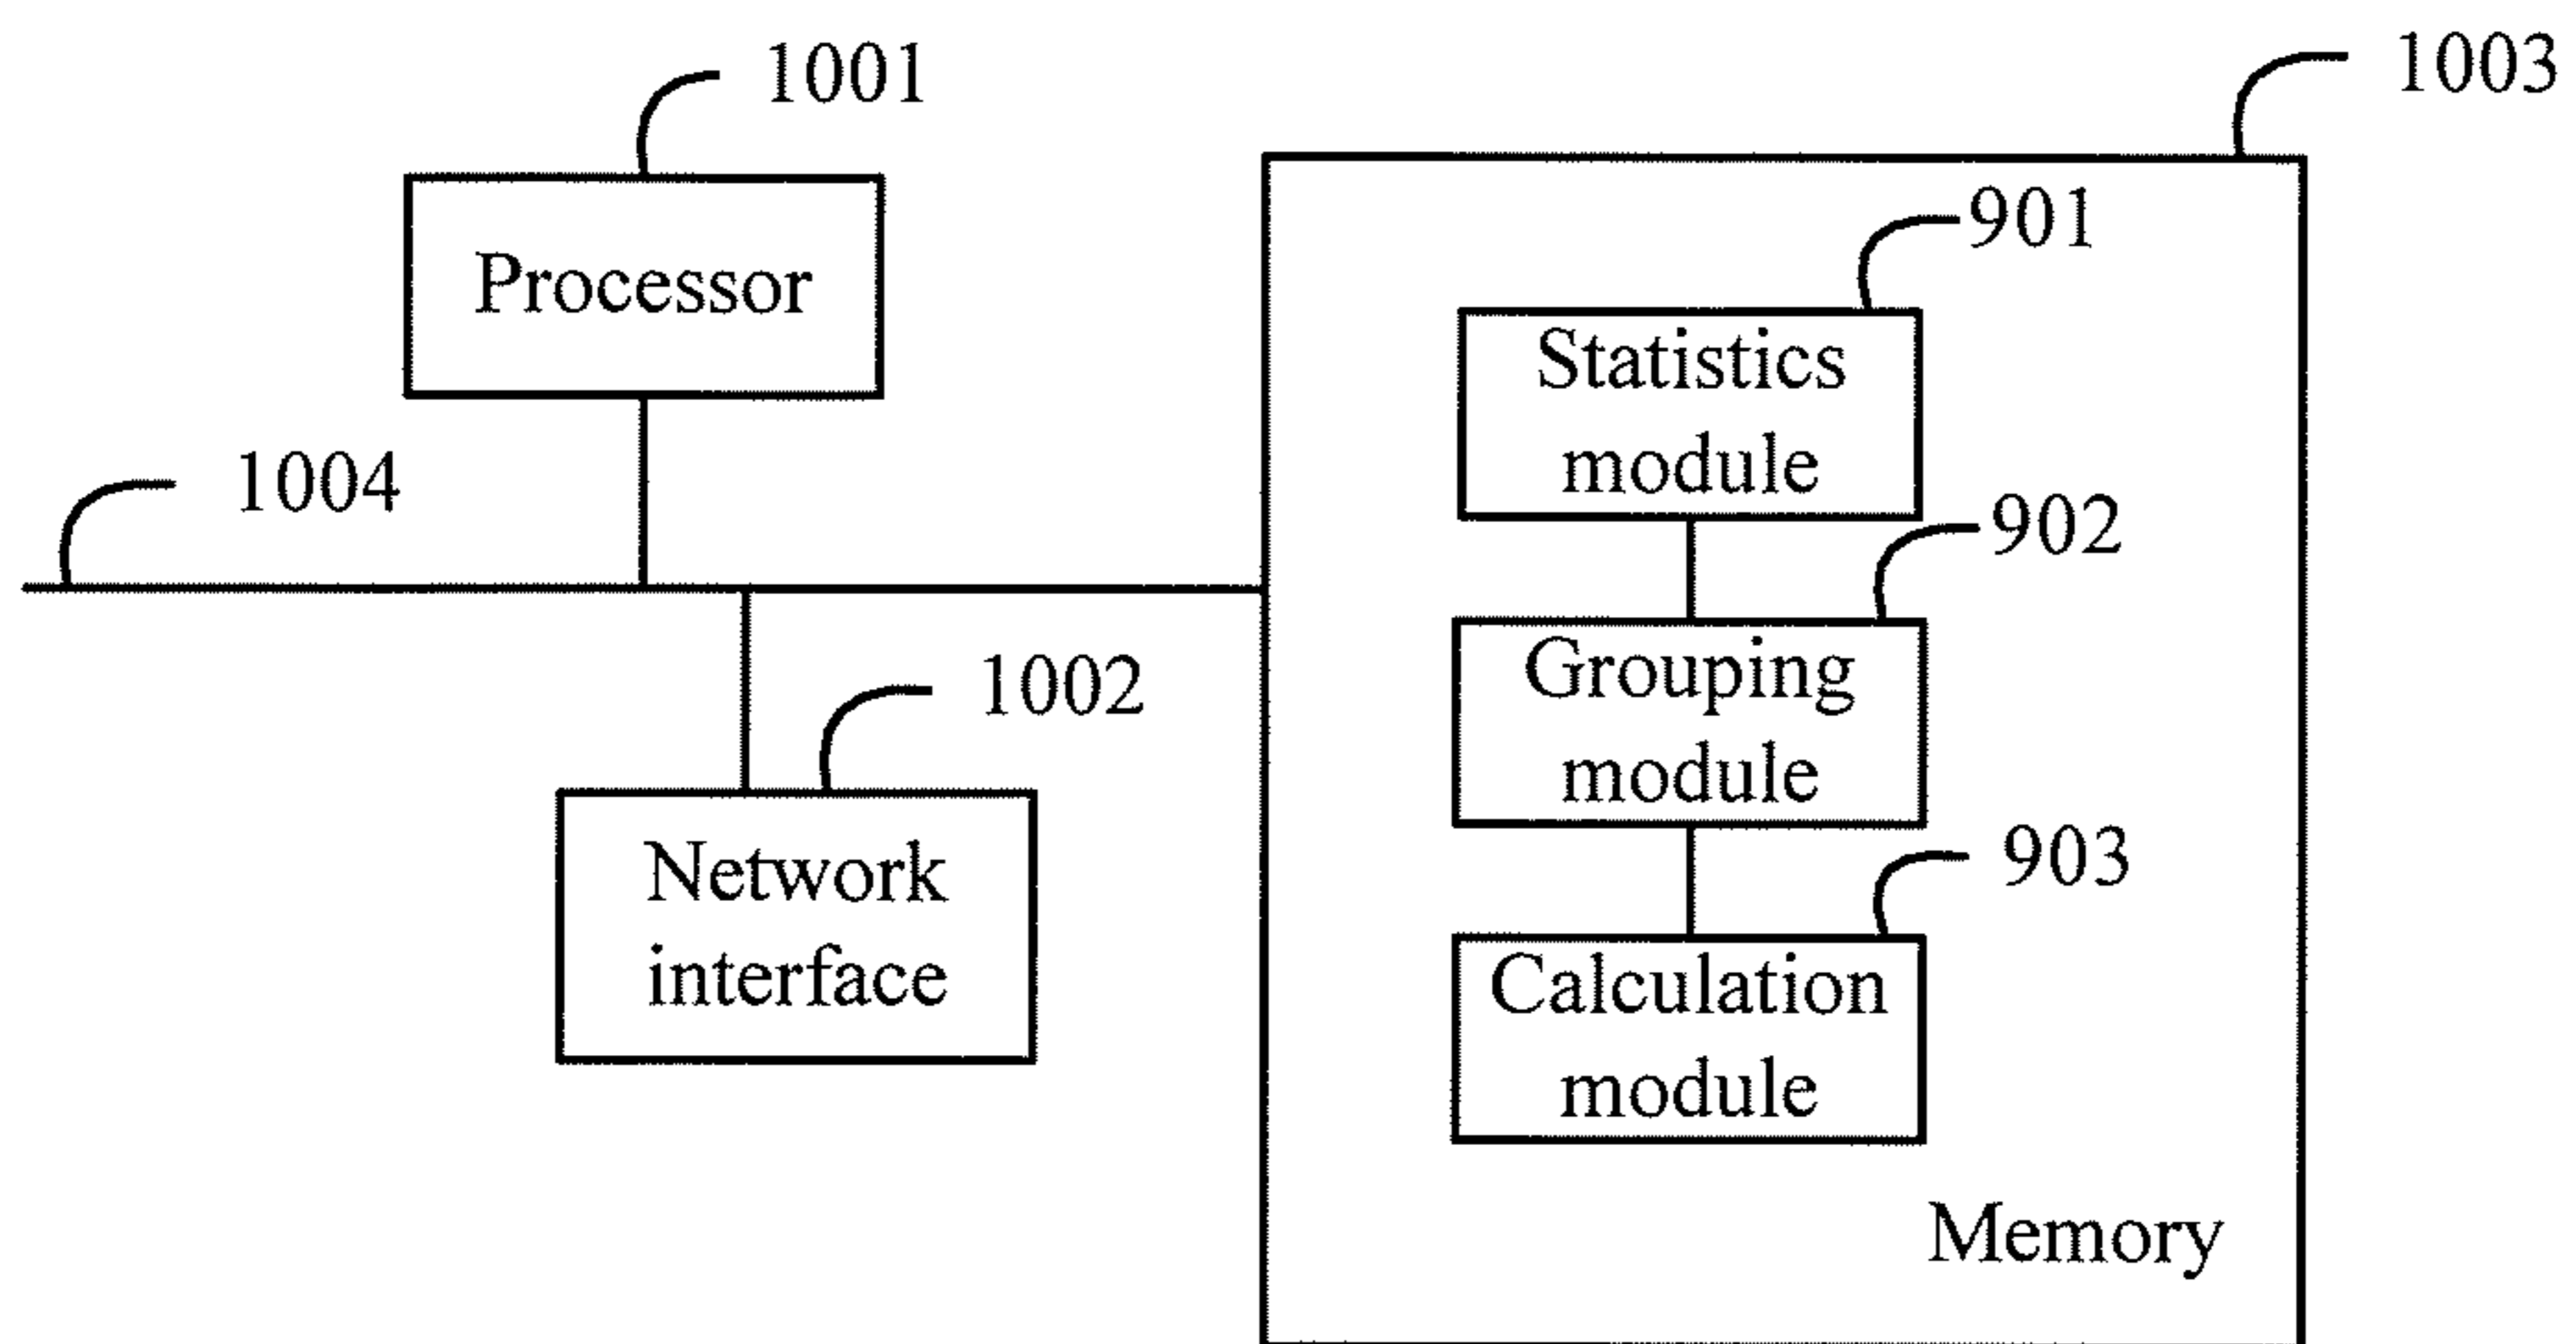 1001
1003
Processor
901
Statistics
module
1004
902
Grouping
module
1002
Network
interface
903
Calculation
module
Memory